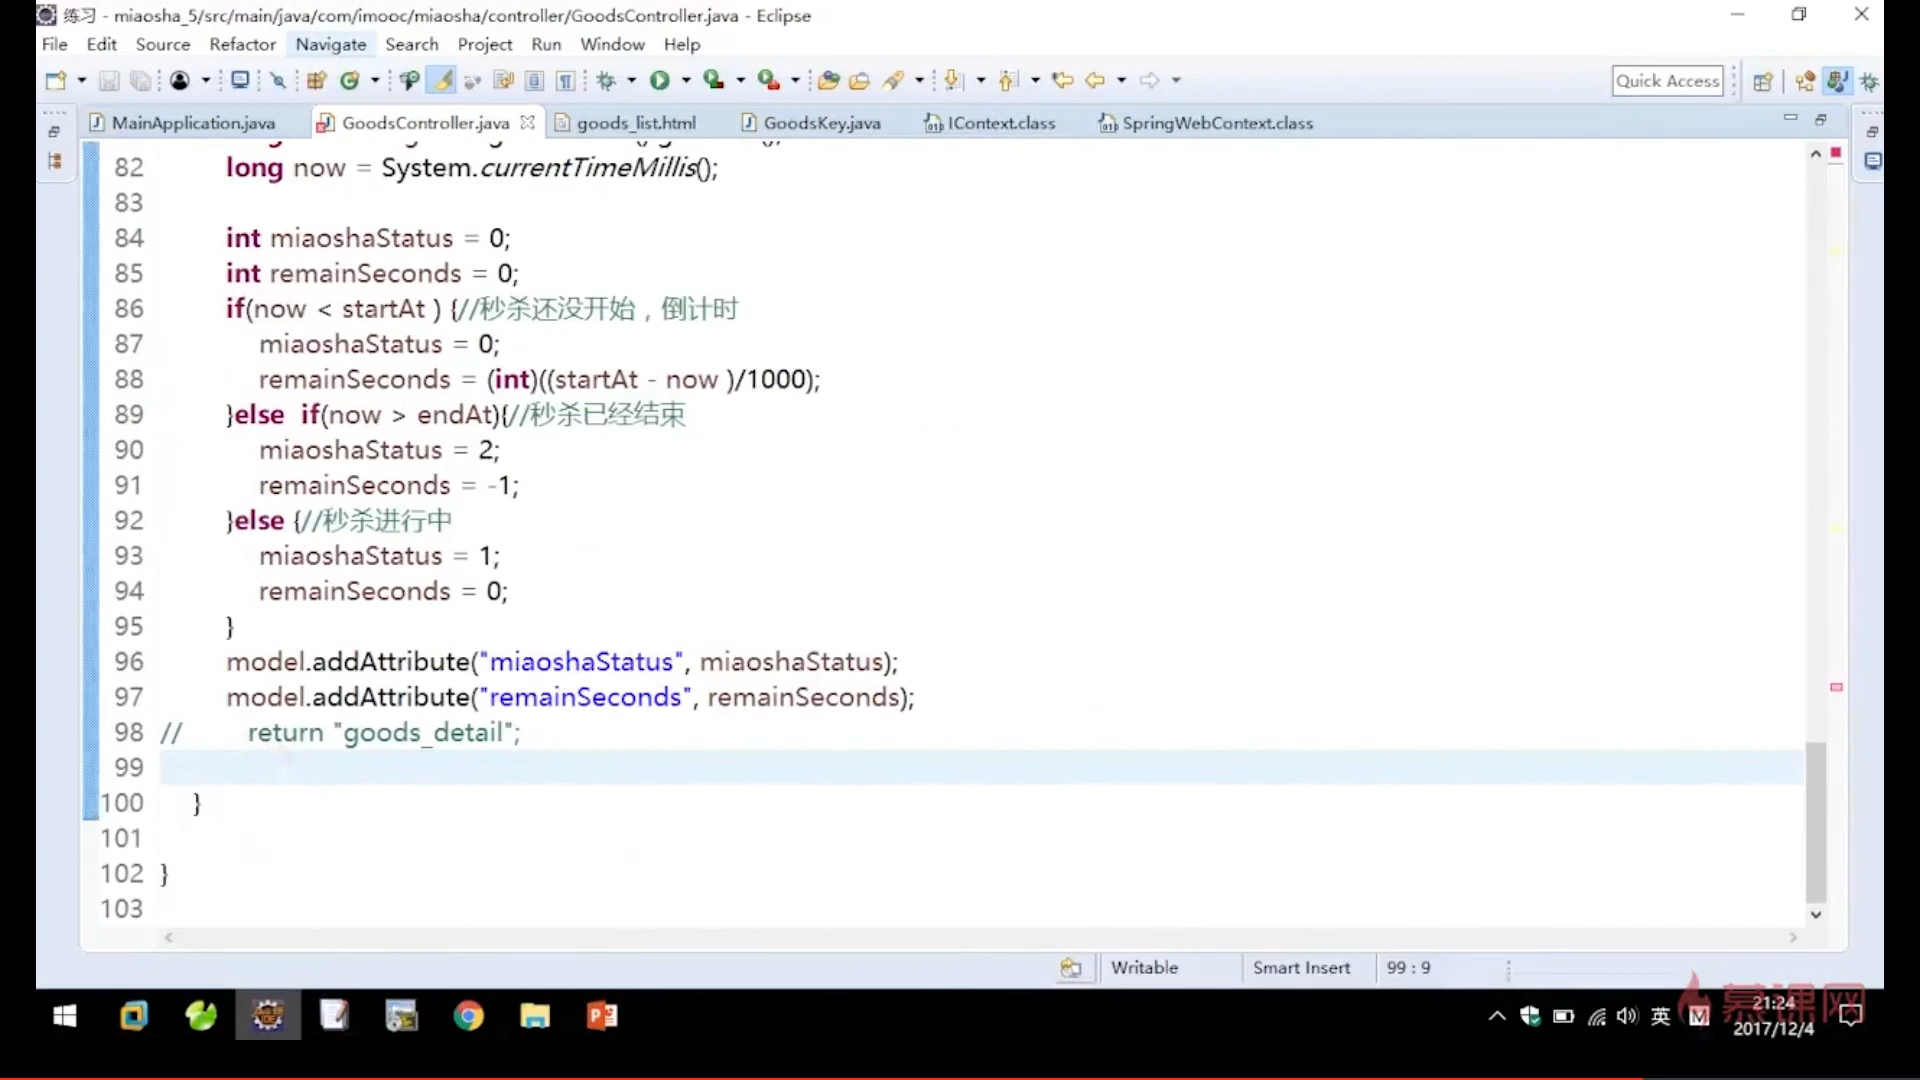 练习 - miaosha_5/src/main/java/com/imooc/miaosha/controller/GoodsController.java - Eclipse
File Edit Source Refactor Navigate Search Project Run Window Help
Quick Access
MainApplication.java GoodsController.java goods_list.html GoodsKey.java IContext.class SpringWebContext.class
82 long now = System.currentTimeMillis();
83
84 int miaoshaStatus = 0;
85 int remainSeconds = 0;
86 if(now < startAt ) {//秒杀还没开始，倒计时
87 miaoshaStatus = 0;
88 remainSeconds = (int)((startAt - now )/1000);
89 }else if(now > endAt){//秒杀已经结束
90 miaoshaStatus = 2;
91 remainSeconds = -1;
92 }else {//秒杀进行中
93 miaoshaStatus = 1;
94 remainSeconds = 0;
95 }
96 model.addAttribute("miaoshaStatus", miaoshaStatus);
97 model.addAttribute("remainSeconds", remainSeconds);
98 // return "goods_detail";
99
100 }
101
102 }
103
Writable Smart Insert 99 : 9
英 M 21:24
2017/12/4
慕课网